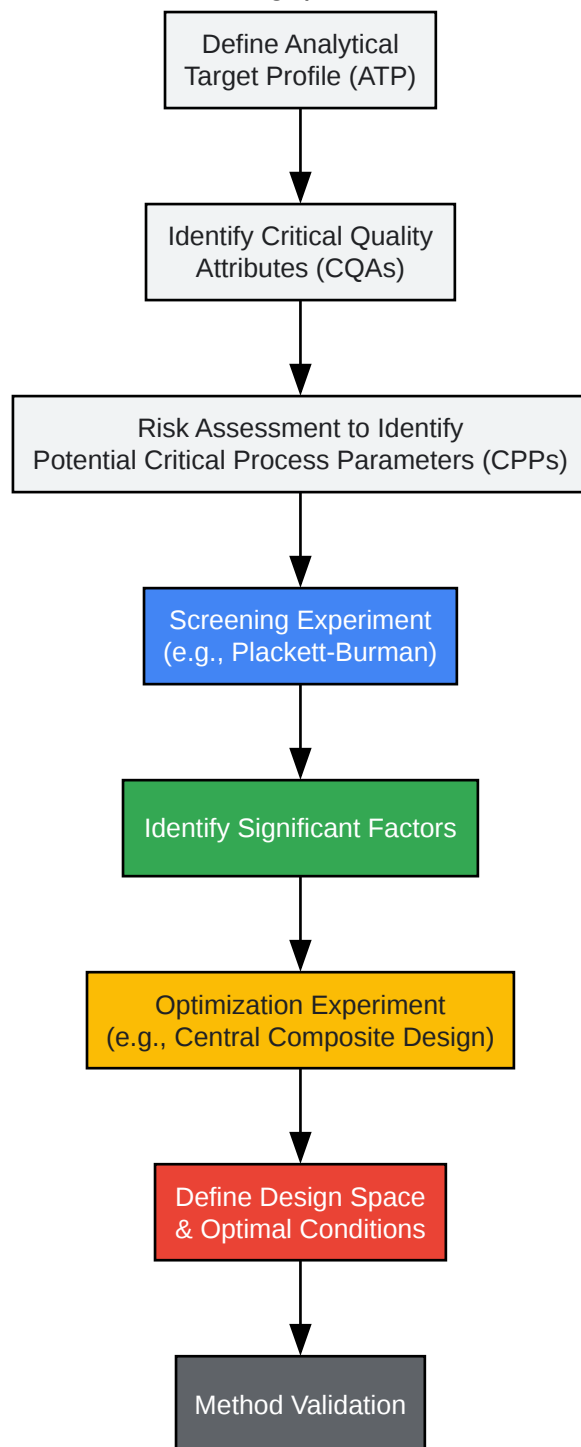 Define Analytical
Target Profile (ATP)
Identify Critical Quality
Attributes (CQAs)
Risk Assessment to Identify
Potential Critical Process Parameters (CPPs)
Screening Experiment
(e.g., Plackett-Burman)
Identify Significant Factors
Optimization Experiment
(e.g., Central Composite Design)
Define Design Space
& Optimal Conditions
Method Validation